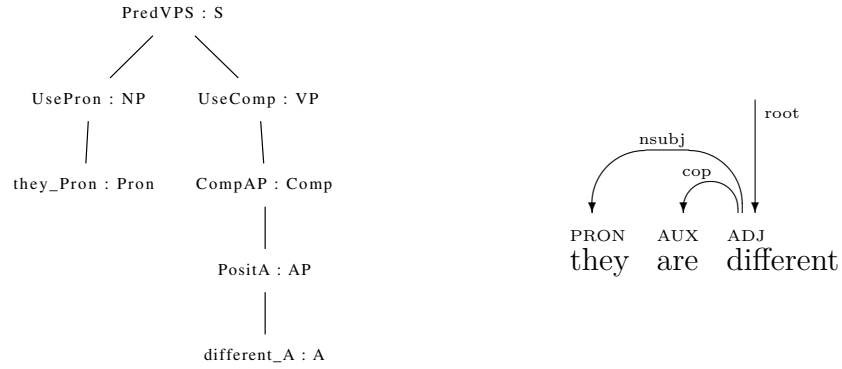 PredVPS : S
UsePron : NP UseComp : VP
they_Pron : Pron CompAP : Comp
PositA : AP
different_A : A
root
nsubj
cop
PRON AUX ADJ
they are different